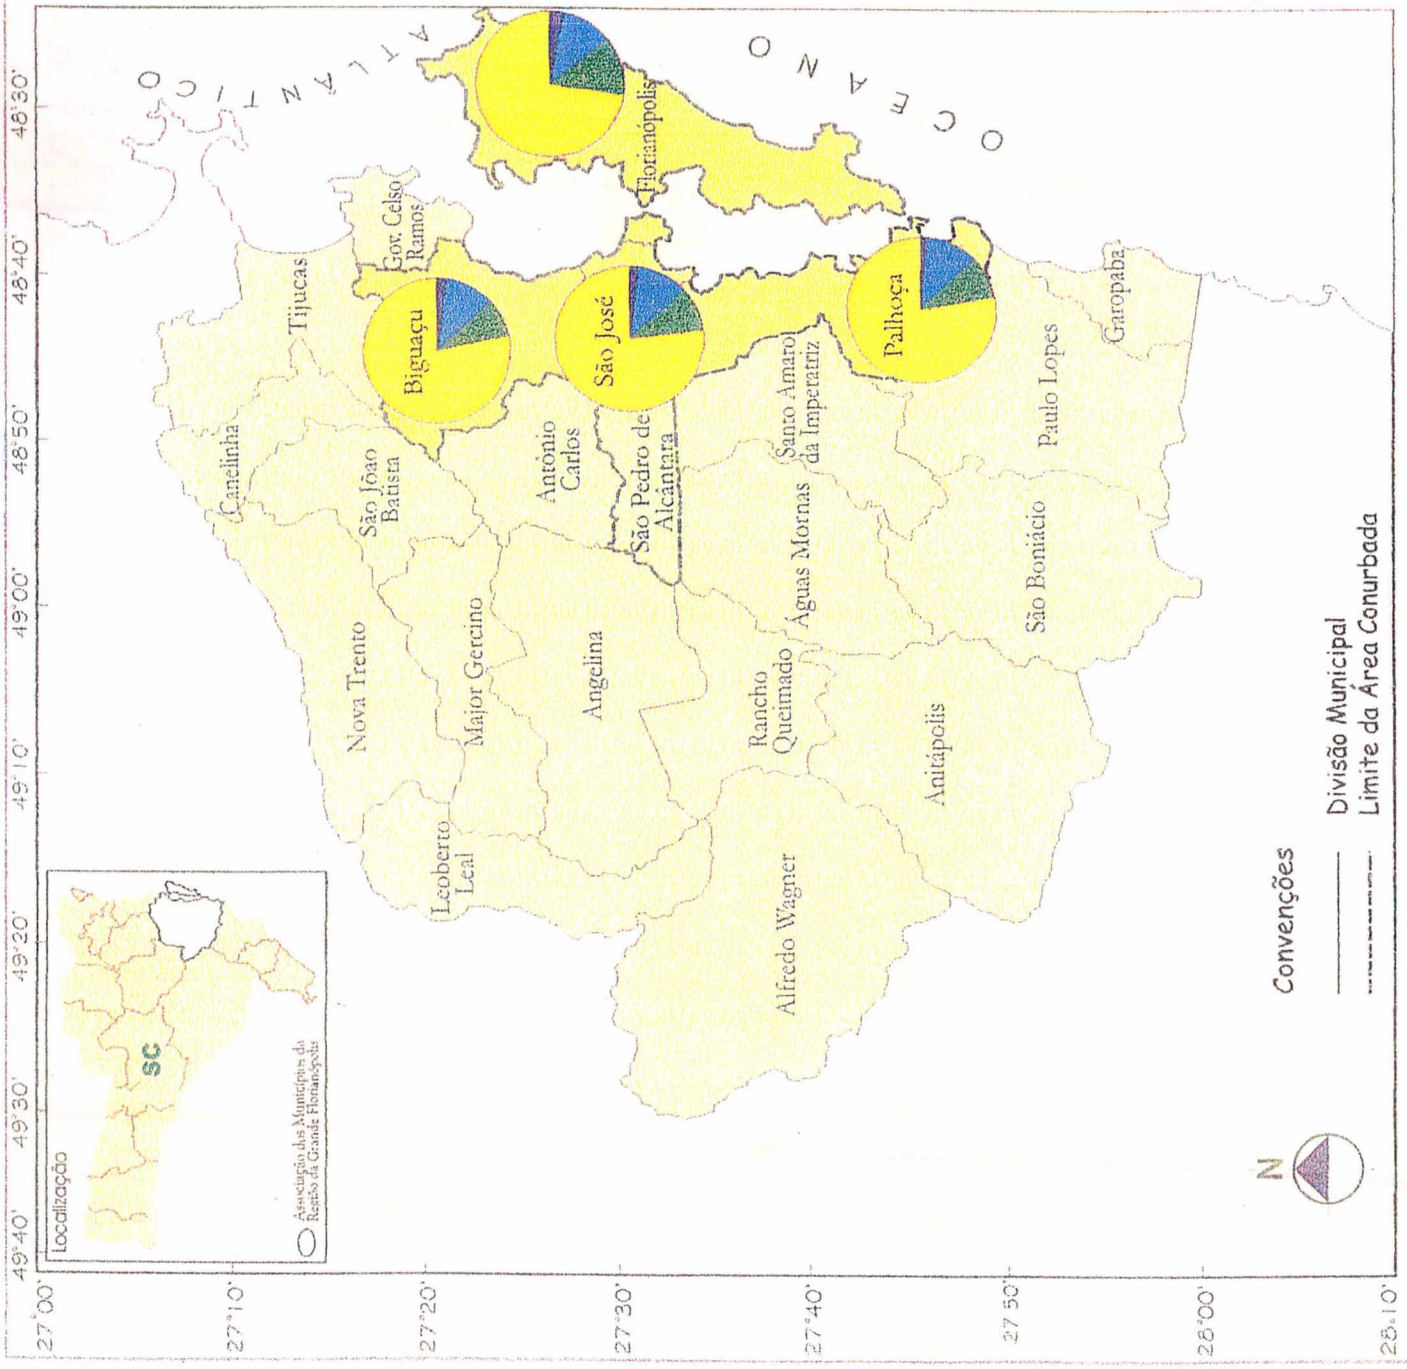 49°40'
49°30'
49°20'
49°10'
49°00'
48°50'
48°40'
48°30'
27°00'
27°10'
27°20'
27°30'
27°40'
27 50'
28°00'
28°10'
Localização
SC
Associação dos Municípios da
Região da Grande Florianópolis
OCEANO
ATLÂNTICO
Canelinha
Tijucas
São Jõao
Batista
Nova Trento
Gov. Celso
Ramos
Biguaçu
Major Gercino
Leoberto
Leal
Antônio
Carlos
Angelina
São José
São Pedro de
Alcântara
Florianópolis
Rancho
Queimado
Águas Mornas
Santo Amaro
da Imperatriz
Alfredo Wagner
Palhoça
Anitápolis
São Boniácio
Paulo Lopes
Garopaba
N
Convenções
Divisão Municipal
Limite da Área Conurbada